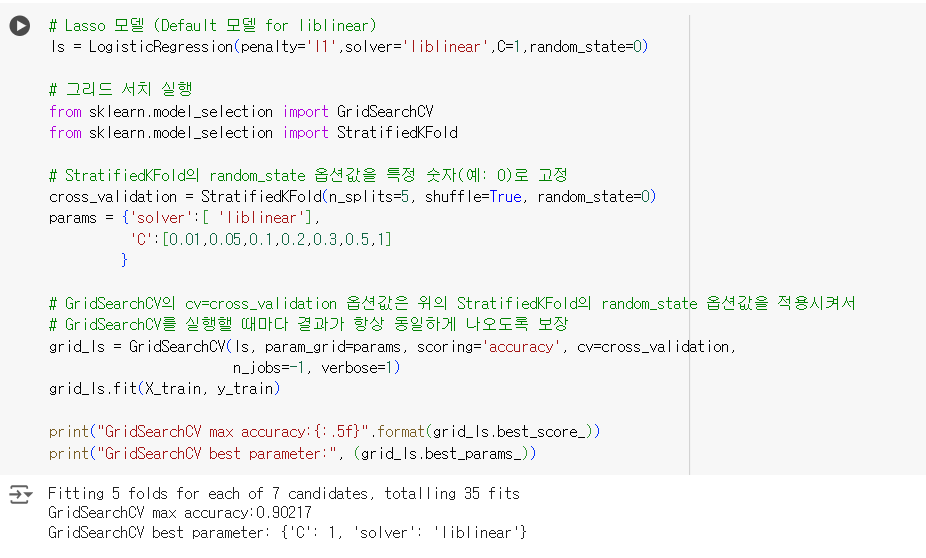 # Lasso 모델 (Default 모델 for liblinear)
ls = LogisticRegression(penalty='l1',solver='liblinear',C=1,random_state=0)
# 그리드 서치 실행
from sklearn.model_selection import GridSearchCV
from sklearn.model_selection import StratifiedKFold
# StratifiedKFold의 random_state 옵션값을 특정 숫자(예: 0)로 고정
cross_validation = StratifiedKFold(n_splits=5, shuffle=True, random_state=0)
params = {'solver':[ 'liblinear'],
'C':[0.01,0.05,0.1,0.2,0.3,0.5,1]
}
# GridSearchCV의 cv=cross_validation 옵션값은 위의 StratifiedKFold의 random_state 옵션값을 적용시켜서
# GridSearchCV를 실행핼 때마다 결과가 항상 동일하게 나오도록 보장
grid_ls = GridSearchCV(ls, param_grid=params, scoring='accuracy', cv=cross_validation,
n_jobs=-1, verbose=1)
grid_ls.fit(X_train, y_train)
print("GridSearchCV max accuracy:{:.5f}".format(grid_ls.best_score_))
print("GridSearchCV best parameter:", (grid_ls.best_params_))
Fitting 5 folds for each of 7 candidates, totalling 35 fits
GridSearchCV max accuracy:0.90217
GridSearchCV best parameter: {'C': 1, 'solver': 'liblinear'}